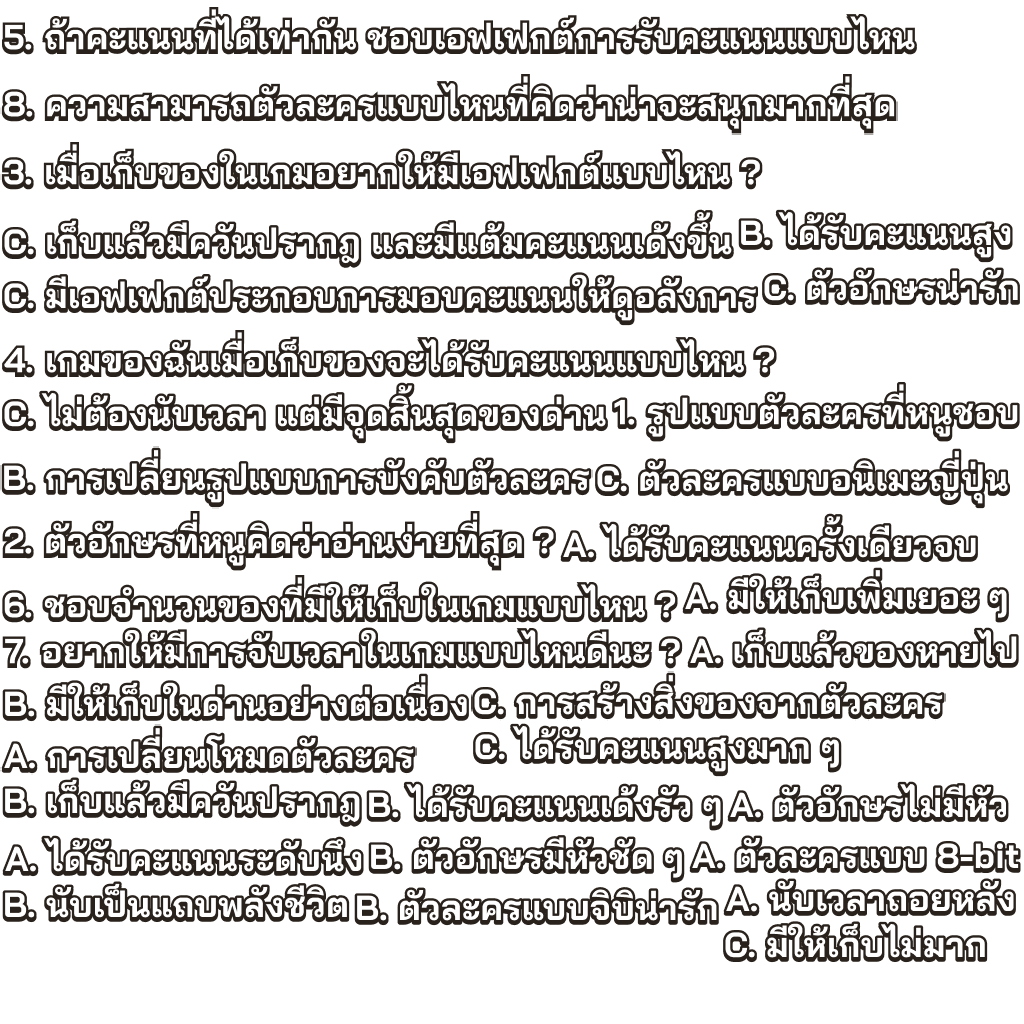 5. ถ้าคะแนนที่ได้เท่ากัน ชอบเอฟเฟกต์การรับคะแนนแบบไหน
8. ความสามารถตัวละครแบบไหนที่คิดว่าน่าจะสนุกมากที่สุด
3. เมื่อเก็บของในเกมอยากให้มีเอฟเฟกต์แบบไหน ?
C. เก็บแล้วมีควันปรากฎ และมีแต้มคะแนนเด้งขึ้น B. ได้รับคะแนนสูง
C. มีเอฟเฟกต์ประกอบการมอบคะแนนให้ดูอลังการ C. ตัวอักษรน่ารัก
4. เกมของฉันเมื่อเก็บของจะได้รับคะแนนแบบไหน ?
C. ไม่ต้องนับเวลา แต่มีจุดสิ้นสุดของด่าน 1. รูปแบบตัวละครที่หนูชอบ
B. การเปลี่ยนรูปแบบการบังคับตัวละคร C. ตัวละครแบบอนิเมะญี่ปุ่น
2. ตัวอักษรที่หนูคิดว่าอ่านง่ายที่สุด ? A. ได้รับคะแนนครั้งเดียวจบ
6. ชอบจำนวนของที่มีให้เก็บในเกมแบบไหน ? A. มีให้เก็บเพิ่มเยอะ ๆ
7. อยากให้มีการจับเวลาในเกมแบบไหนดีนะ ? A. เก็บแล้วของหายไป
B. มีให้เก็บในด่านอย่างต่อเนื่อง C. การสร้างสิ่งของจากตัวละคร
A. การเปลี่ยนโหมดตัวละคร C. ได้รับคะแนนสูงมาก ๆ
B. เก็บแล้วมีควันปรากฎ B. ได้รับคะแนนเด้งรัว ๆ A. ตัวอักษรไม่มีหัว
A. ได้รับคะแนนระดับนึง B. ตัวอักษรมีหัวชัด ๆ A. ตัวละครแบบ 8-bit
B. นับเป็นแถบพลังชีวิต B. ตัวละครแบบจิบิน่ารัก A. นับเวลาถอยหลัง
C. มีให้เก็บไม่มาก